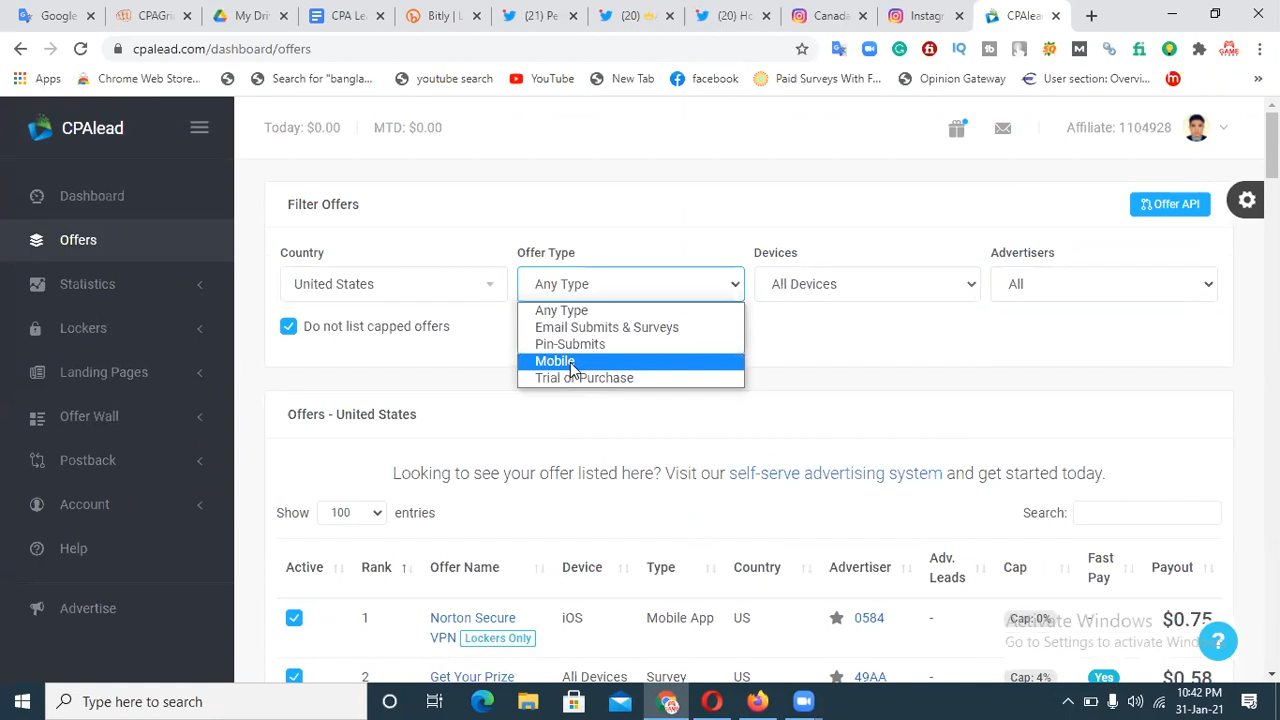 Google
CPAGri
My Driv
CPA Le
Bitly | L
(21) Pe
(20)
(20) Ho
Canada
Instagr
CPAlea
cpalead.com/dashboard/offers
Apps
Chrome Web Store...
Search for "bangla...
youtube search
YouTube
New Tab
facebook
Paid Surveys With F...
Opinion Gateway
User section: Overvi...
»
CPAlead
Today: $0.00
MTD: $0.00
Affiliate: 1104928
Dashboard
Offers
Statistics
Lockers
Landing Pages
Offer Wall
Postback
Account
Help
Advertise
Filter Offers
Offer API
Country
Offer Type
Devices
Advertisers
United States
Any Type
All Devices
All
Any Type
Email Submits & Surveys
Pin-Submits
Mobile
Trial or Purchase
Do not list capped offers
Offers - United States
Looking to see your offer listed here? Visit our self-serve advertising system and get started today.
Show 100 entries
Search:
Active
Rank
Offer Name
Device
Type
Country
Advertiser
Adv. Leads
Cap
Fast Pay
Payout
1
Norton Secure VPN Lockers Only
iOS
Mobile App
US
0584
-
Cap: 0%
-
$0.75
2
Get Your Prize
All Devices
Survey
US
49AA
-
Cap: 4%
Yes
$0.58
Activate Windows
Go to Settings to activate Wind
?
Type here to search
10:42 PM
31-Jan-21